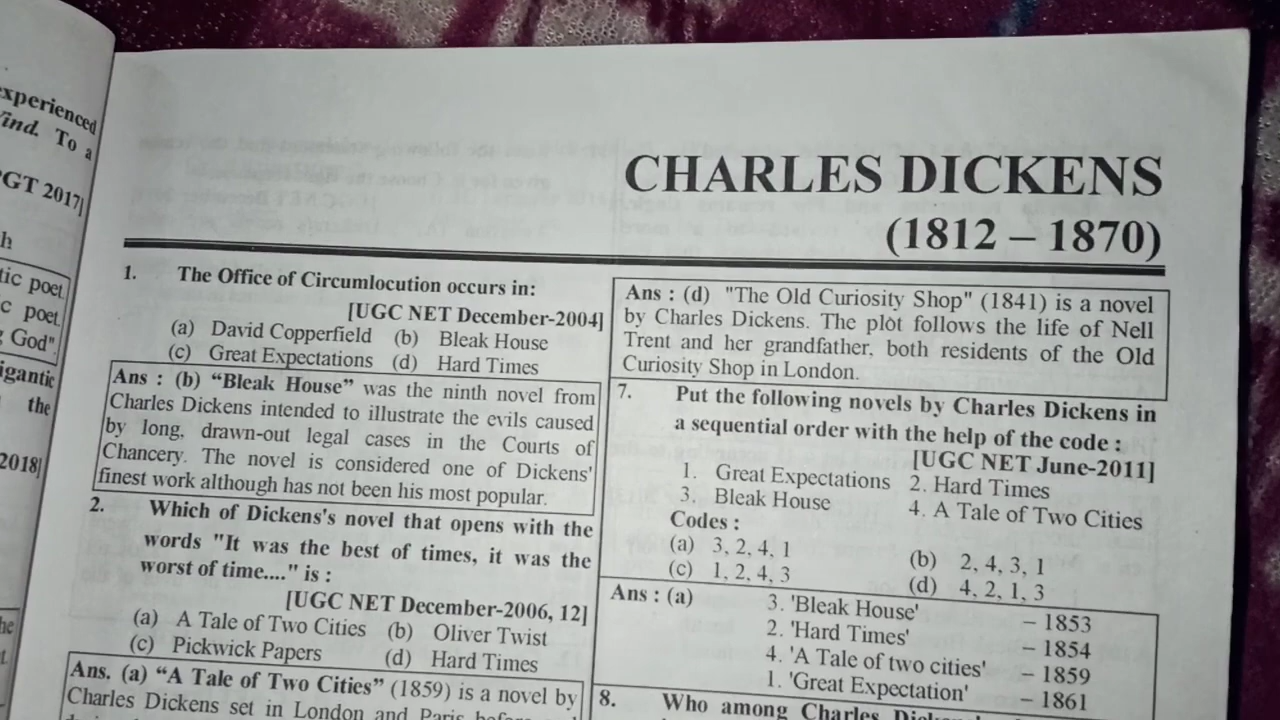 experienced
To a
GT 2017]
tic poet
c poet
God"
gigantic
the
2018]
CHARLES DICKENS
(1812 – 1870)
1. The Office of Circumlocution occurs in:
[UGC NET December-2004]
(a) David Copperfield (b) Bleak House
(c) Great Expectations (d) Hard Times
Ans : (b) “Bleak House” was the ninth novel from
Charles Dickens intended to illustrate the evils caused
by long, drawn-out legal cases in the Courts of
Chancery. The novel is considered one of Dickens'
finest work although has not been his most popular.
2. Which of Dickens's novel that opens with the
words "It was the best of times, it was the
worst of time...." is :
[UGC NET December-2006, 12]
(a) A Tale of Two Cities (b) Oliver Twist
(c) Pickwick Papers (d) Hard Times
Ans. (a) “A Tale of Two Cities” (1859) is a novel by
Charles Dickens set in London and Paris before and
Ans : (d) "The Old Curiosity Shop" (1841) is a novel
by Charles Dickens. The plot follows the life of Nell
Trent and her grandfather, both residents of the Old
Curiosity Shop in London.
7. Put the following novels by Charles Dickens in
a sequential order with the help of the code :
[UGC NET June-2011]
1. Great Expectations 2. Hard Times
3. Bleak House 4. A Tale of Two Cities
Codes :
(a) 3, 2, 4, 1 (b) 2, 4, 3, 1
(c) 1, 2, 4, 3 (d) 4, 2, 1, 3
Ans : (a) 3. 'Bleak House' – 1853
2. 'Hard Times' – 1854
4. 'A Tale of two cities' – 1859
1. 'Great Expectation' – 1861
8. Who among Charles